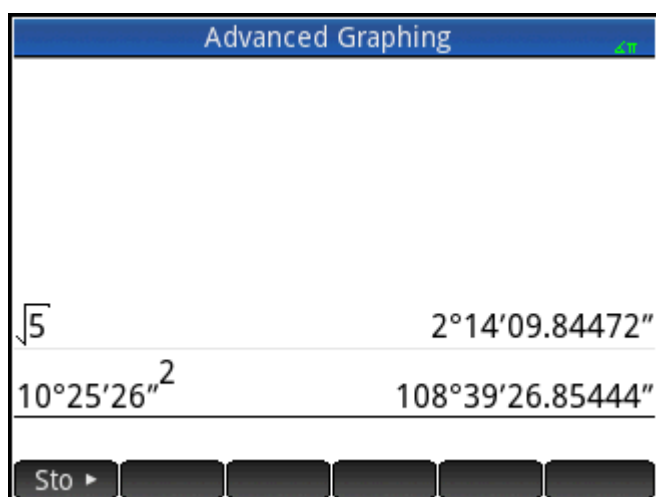 Advanced Graphing
∡π
√5
2°14′09.84472″
10°25′26″²
108°39′26.85444″
Sto ▸